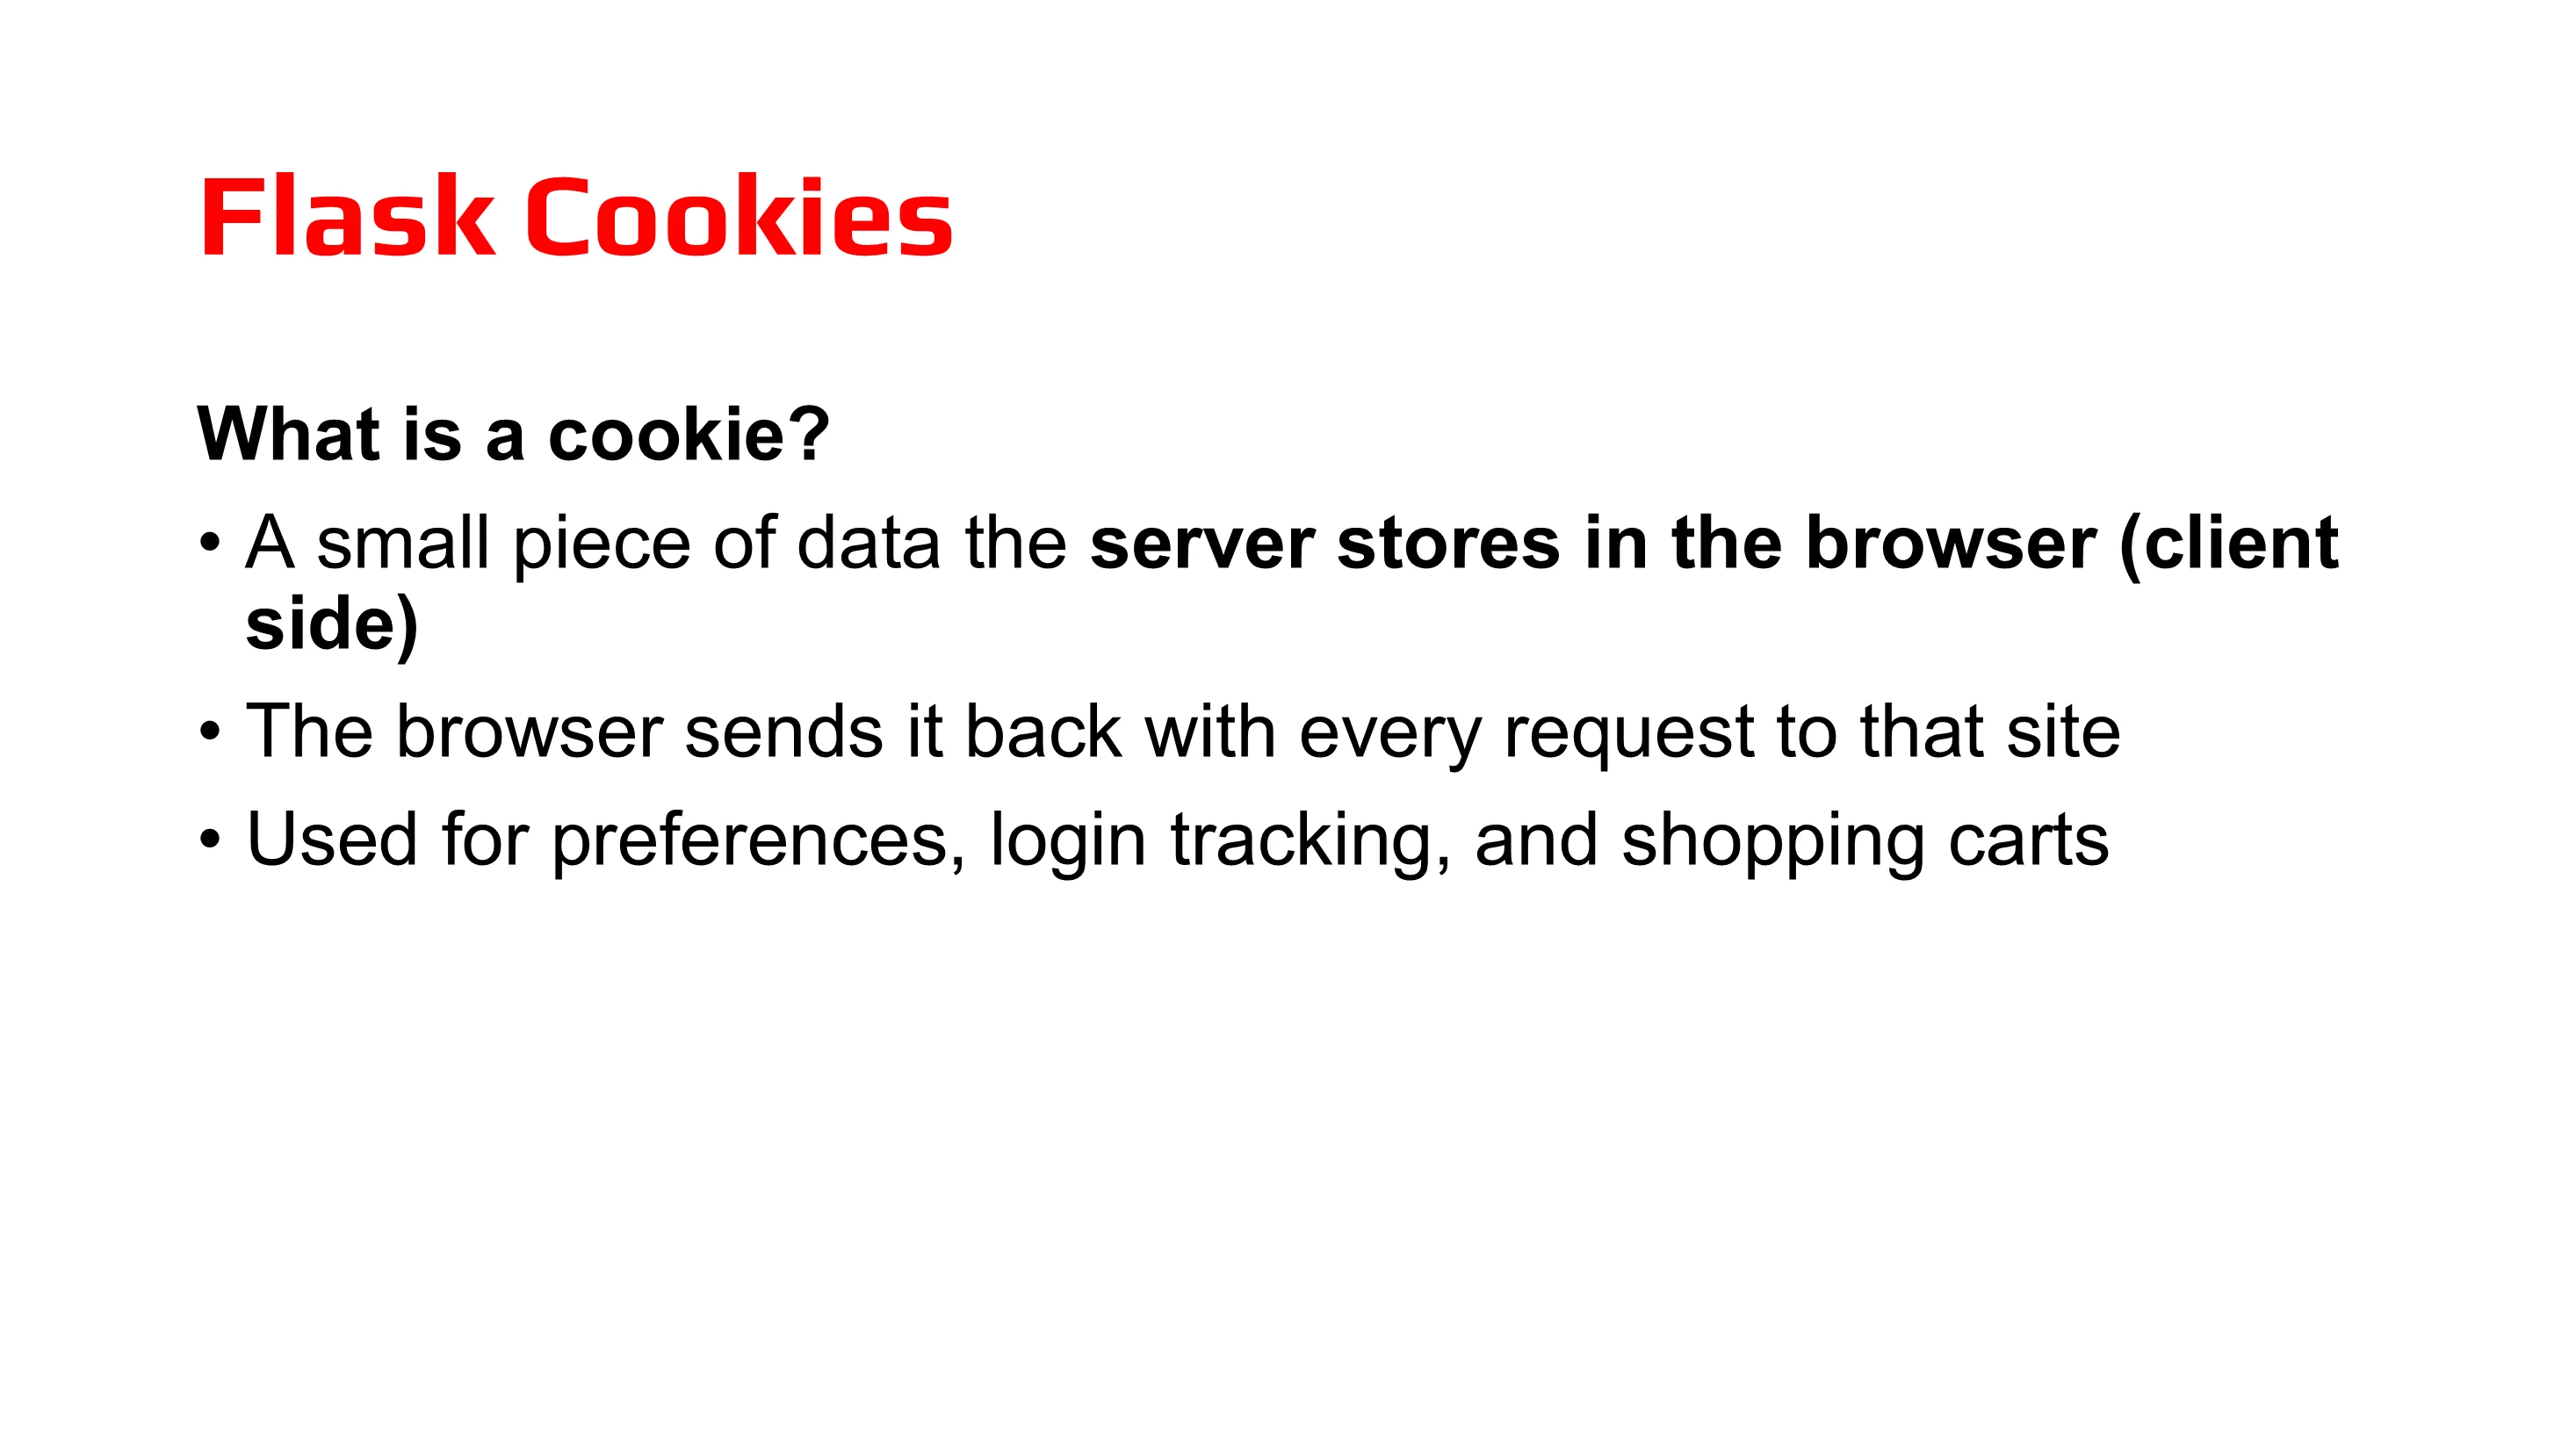 Flask Cookies
What is a cookie?
• A small piece of data the server stores in the browser (client
side)
• The browser sends it back with every request to that site
• Used for preferences, login tracking, and shopping carts